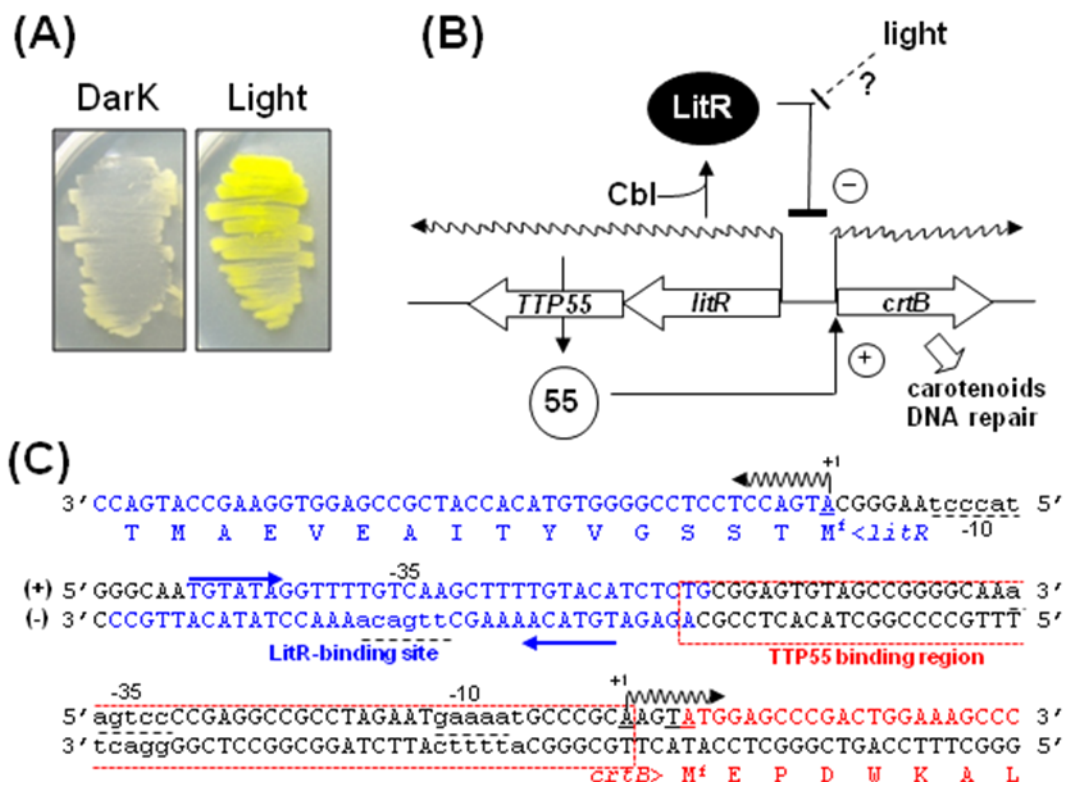 (A)
DarK Light
(B)
light
?
LitR
Cbl
−
TTP55 litR crtB
+
55
carotenoids
DNA repair
(C)
+1
3′CCAGTACCGAAGGTGGAGCCGCTACCACATGTGGGGCCTCCTCCAGTACGGGAAtcccat 5′
T M A E V E A I T Y V G S S T Mf<litR -10
-35
(+) 5′GGGCAATGTATAGGTTTTGTCAAGCTTTTGTACATCTCTGCGGAGTGTAGCCGGGGCAAa 3′
(-) 3′CCCGTTACATATCCAAAacagttCGAAAACATGTAGAGACGCCTCACATCGGCCCCGTTT 5′
LitR-binding site TTP55 binding region
-35 -10 +1
5′agtccCCGAGGCCGCCTAGAATgaaaatGCCCGCAAGTATGGAGCCCGACTGGAAAGCCC 3′
3′tcaggGGCTCCGGCGGATCTTActtttaCGGGCGTTCATACCTCGGGCTGACCTTTCGGG 5′
crtB> Mf E P D W K A L